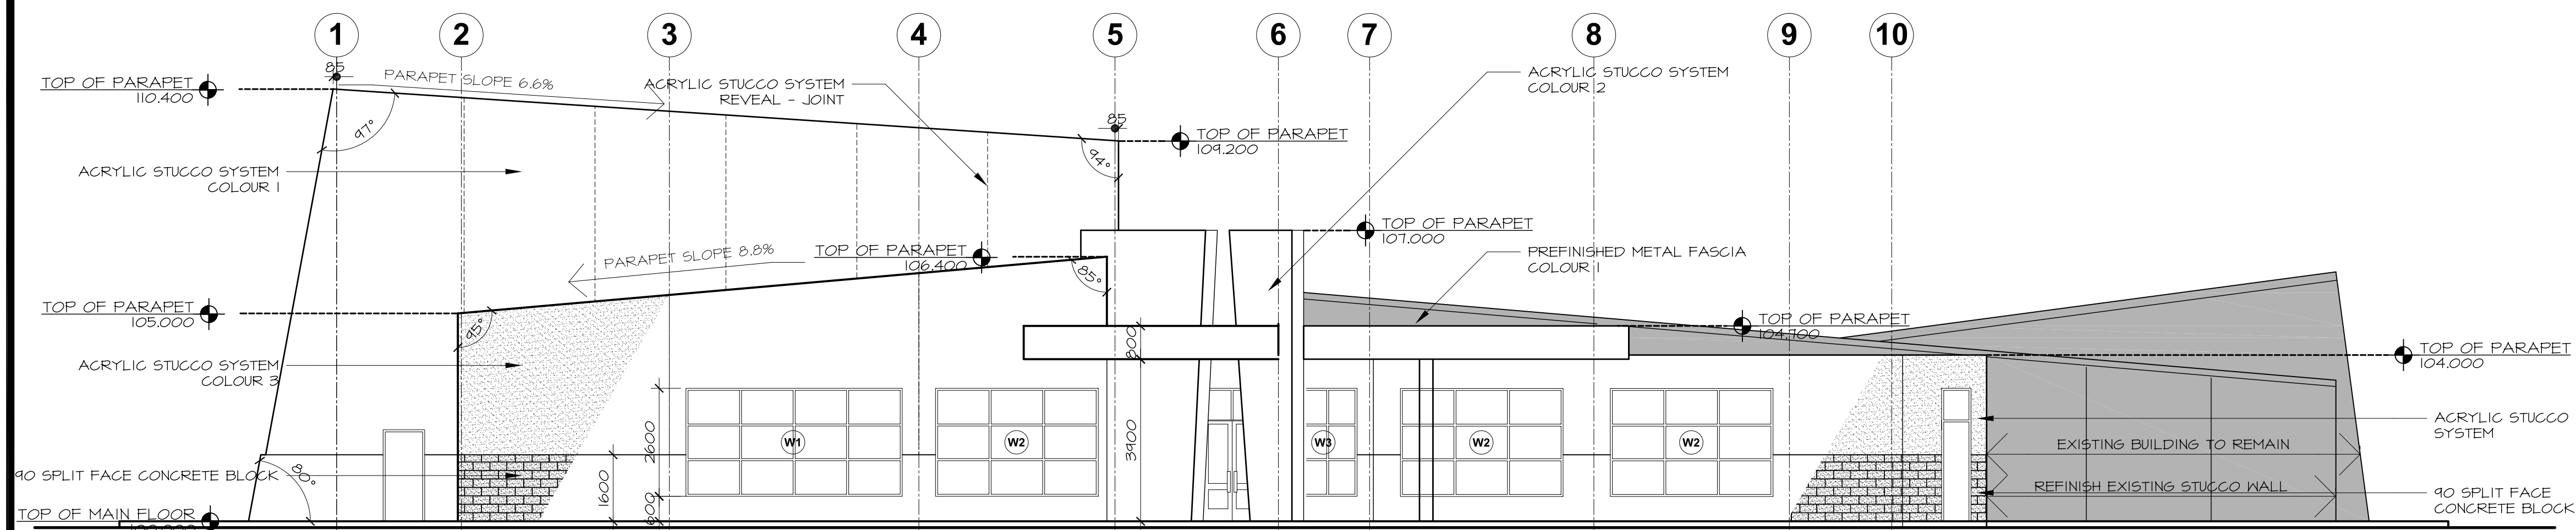 1 2 3 4 5 6 7 8 9 10
85
PARAPET SLOPE 6.6%
TOP OF PARAPET
110.400
ACRYLIC STUCCO SYSTEM
REVEAL - JOINT
ACRYLIC STUCCO SYSTEM
COLOUR 2
97°
85
94°
TOP OF PARAPET
109.200
ACRYLIC STUCCO SYSTEM
COLOUR 1
TOP OF PARAPET
107.000
PARAPET SLOPE 8.8%
TOP OF PARAPET
106.400
85°
PREFINISHED METAL FASCIA
COLOUR 1
TOP OF PARAPET
105.000
95°
TOP OF PARAPET
104.700
800
TOP OF PARAPET
104.000
ACRYLIC STUCCO SYSTEM
COLOUR 3
2600
W1
W2
3900
W3
W2
W2
ACRYLIC STUCCO
SYSTEM
EXISTING BUILDING TO REMAIN
90 SPLIT FACE CONCRETE BLOCK
80°
1600
600
REFINISH EXISTING STUCCO WALL
90 SPLIT FACE
CONCRETE BLOCK
TOP OF MAIN FLOOR